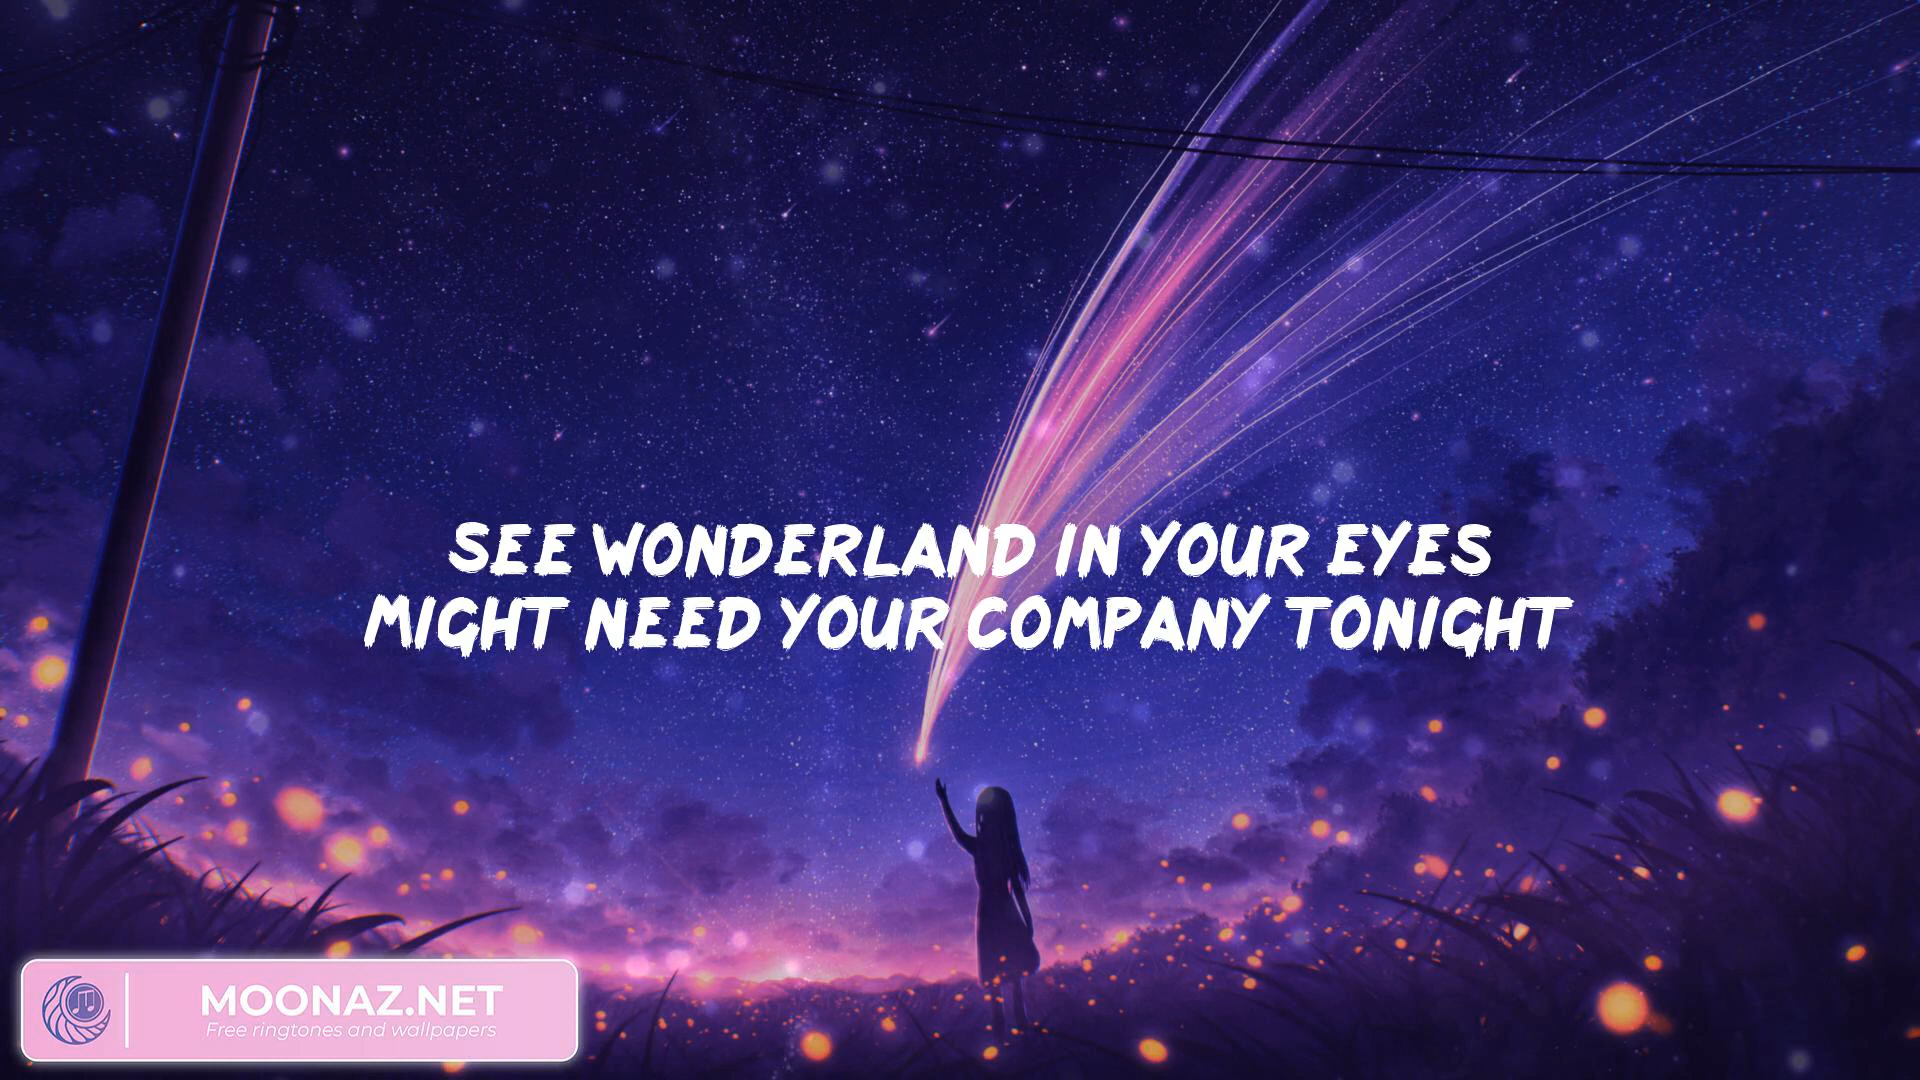 SEE WONDERLAND IN YOUR EYES
MIGHT NEED YOUR COMPANY TONIGHT
MOONAZ.NET
Free ringtones and wallpapers